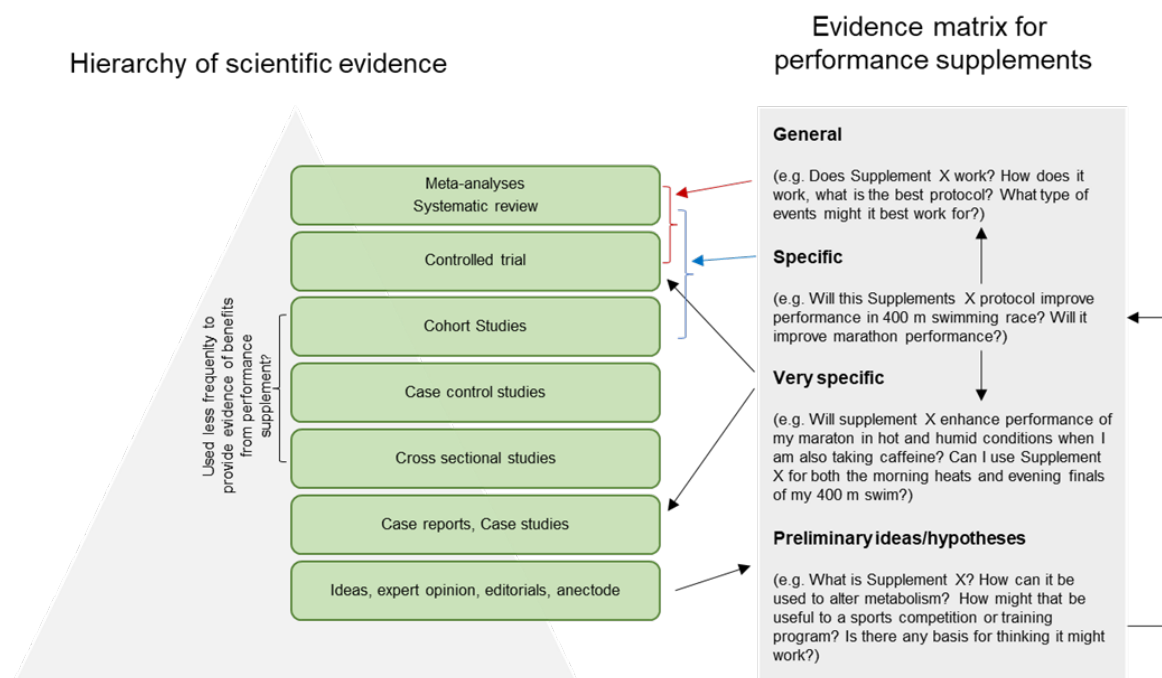 Hierarchy of scientific evidence
Evidence matrix for
performance supplements
Meta-analyses
Systematic review
Controlled trial
Cohort Studies
Case control studies
Cross sectional studies
Case reports, Case studies
Ideas, expert opinion, editorials, anectode
Used less frequenity to
provide evidence of benefits
from performance
supplement?
General
(e.g. Does Supplement X work? How does it
work, what is the best protocol? What type of
events might it best work for?)
Specific
(e.g. Will this Supplements X protocol improve
performance in 400 m swimming race? Will it
improve marathon performance?)
Very specific
(e.g. Will supplement X enhance performance of
my maraton in hot and humid conditions when I
am also taking caffeine? Can I use Supplement
X for both the morning heats and evening finals
of my 400 m swim?)
Preliminary ideas/hypotheses
(e.g. What is Supplement X? How can it be
used to alter metabolism? How might that be
useful to a sports competition or training
program? Is there any basis for thinking it might
work?)